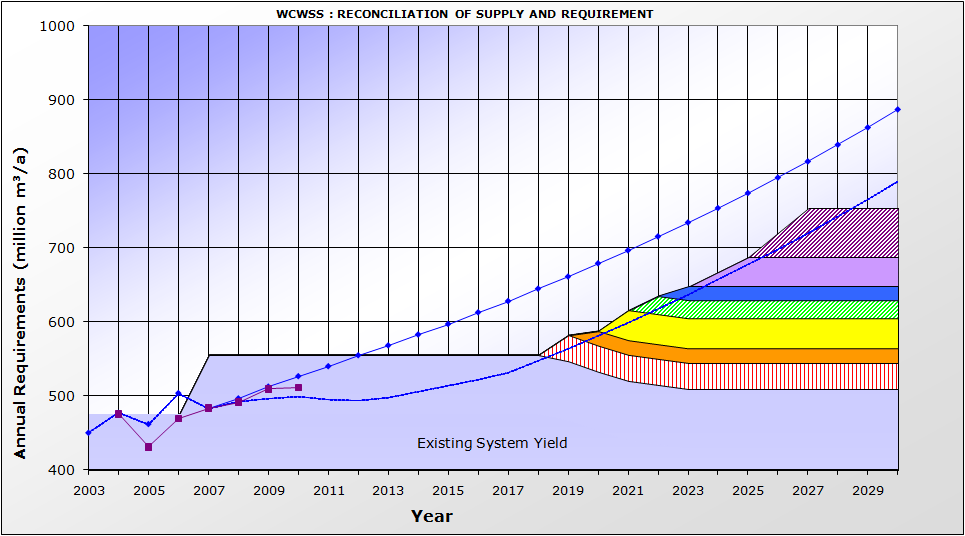 WCWSS : RECONCILIATION OF SUPPLY AND REQUIREMENT
Annual Requirements (million m³/a)
1000
900
800
700
600
500
400
Existing System Yield
2003 2005 2007 2009 2011 2013 2015 2017 2019 2021 2023 2025 2027 2029
Year